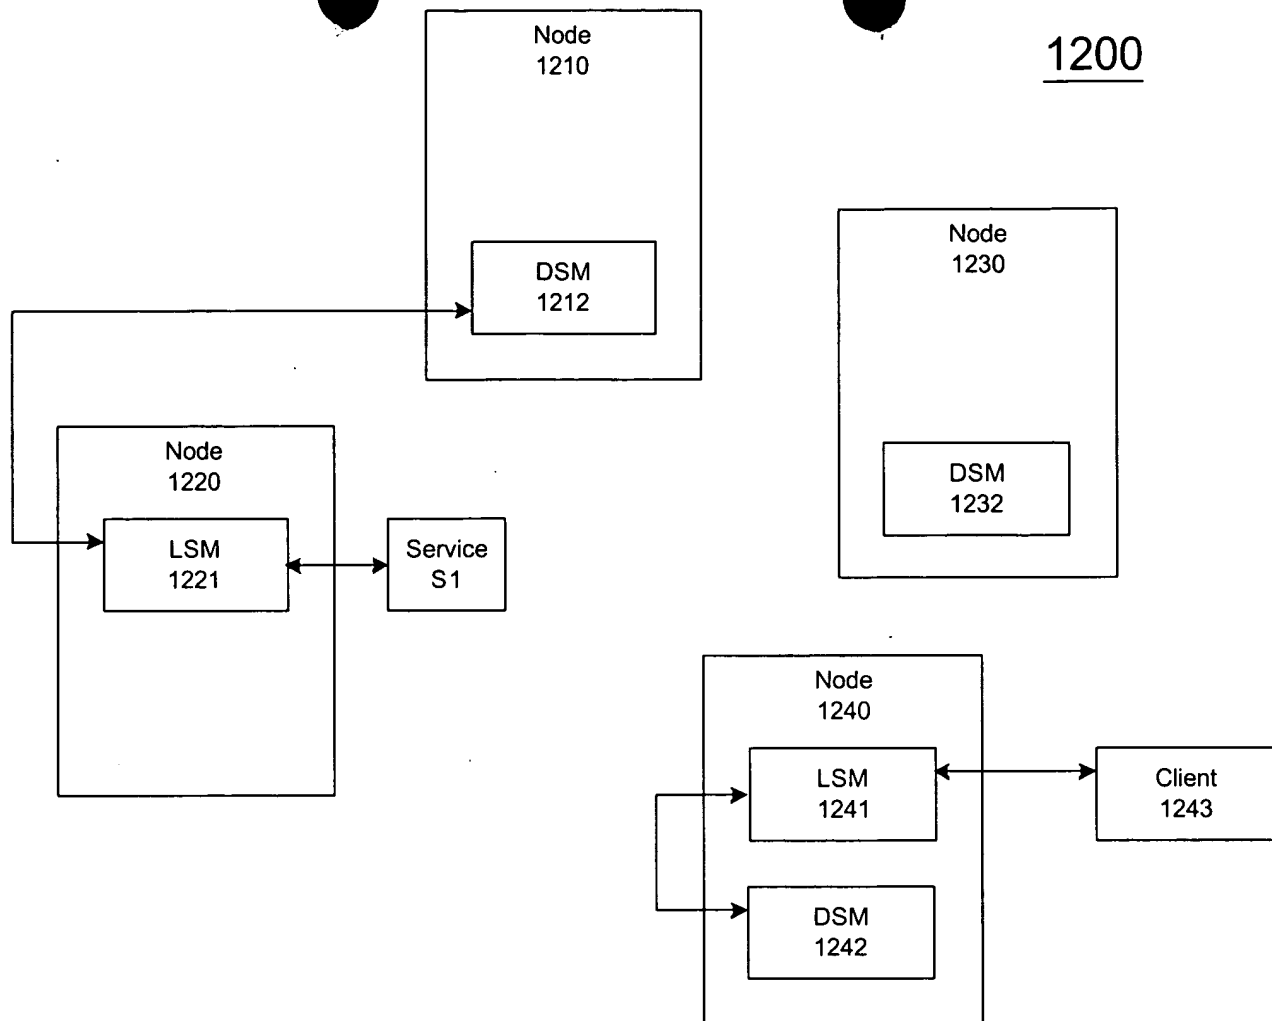 1200
Node
1210
DSM
1212
Node
1230
DSM
1232
Node
1220
LSM
1221
Service
S1
Node
1240
LSM
1241
DSM
1242
Client
1243